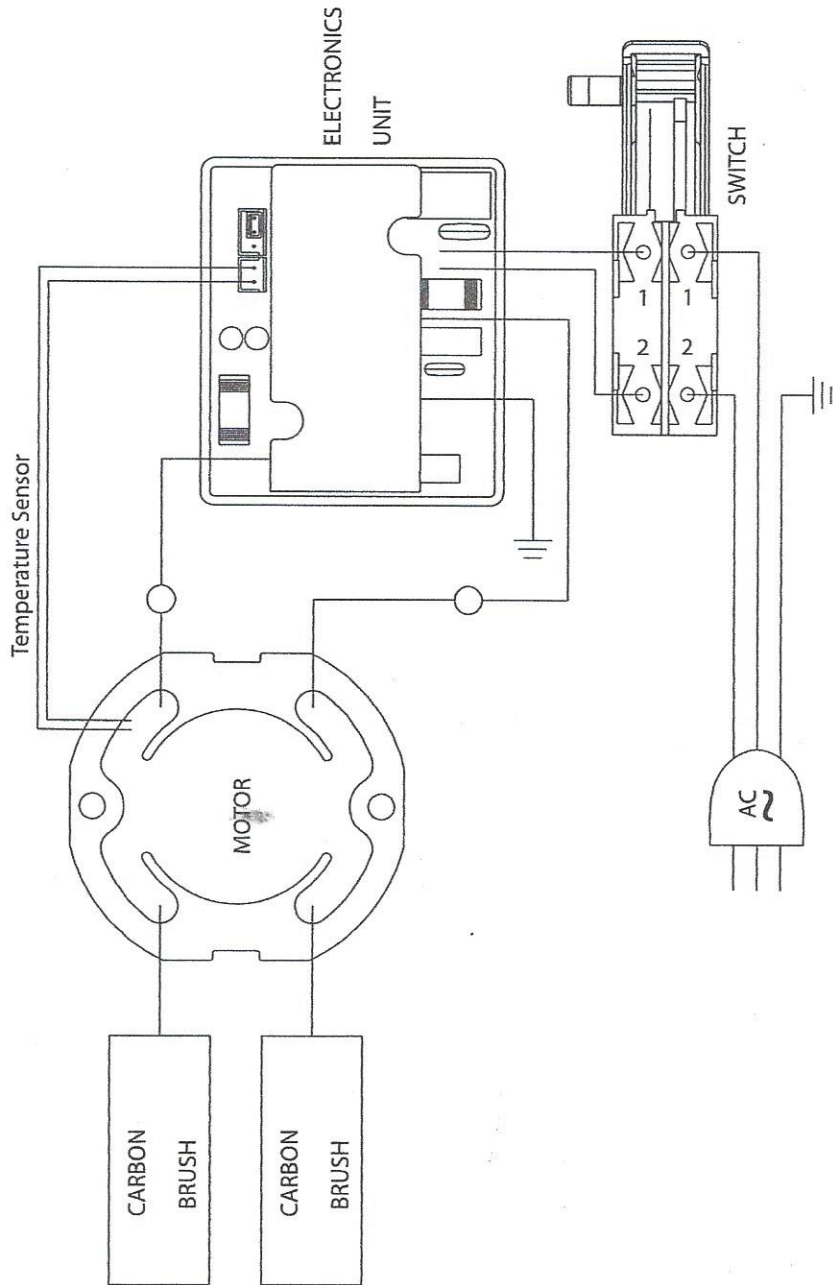 Temperature Sensor
ELECTRONICS
UNIT
MOTOR
CARBON
BRUSH
CARBON
BRUSH
SWITCH
1
1
2
2
AC
~